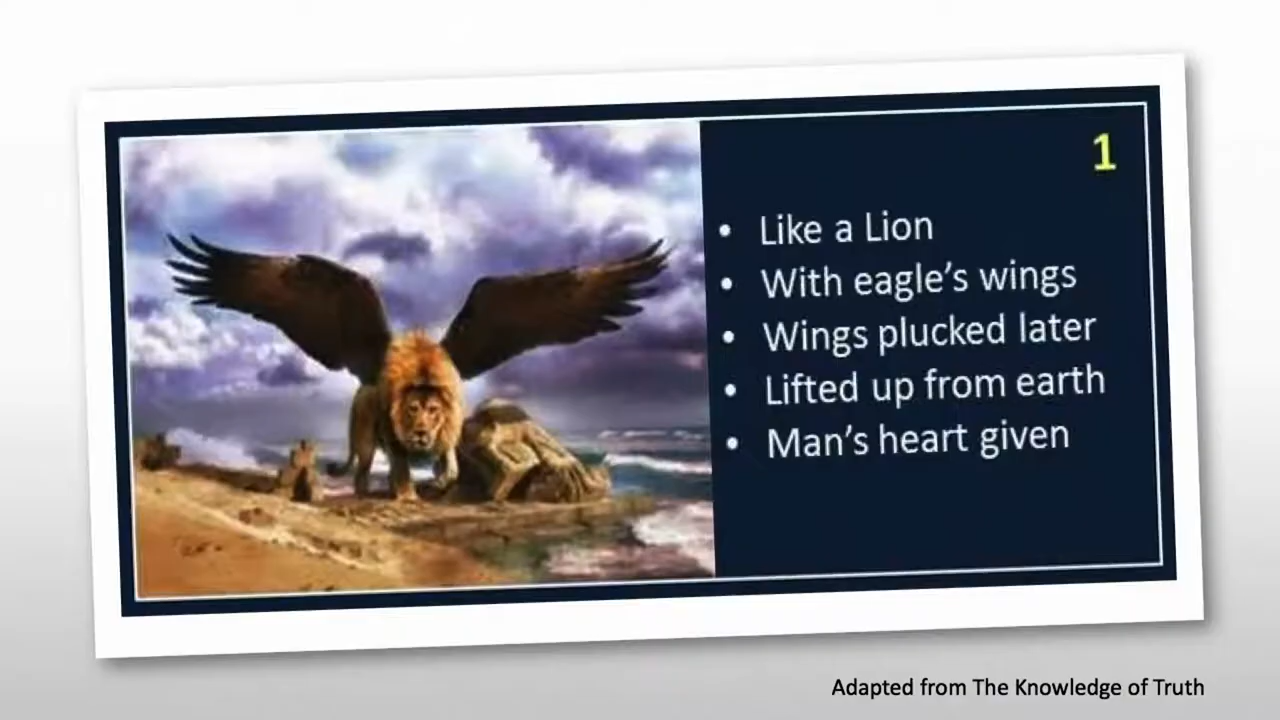 1
• Like a Lion
• With eagle's wings
• Wings plucked later
• Lifted up from earth
• Man's heart given
Adapted from The Knowledge of Truth